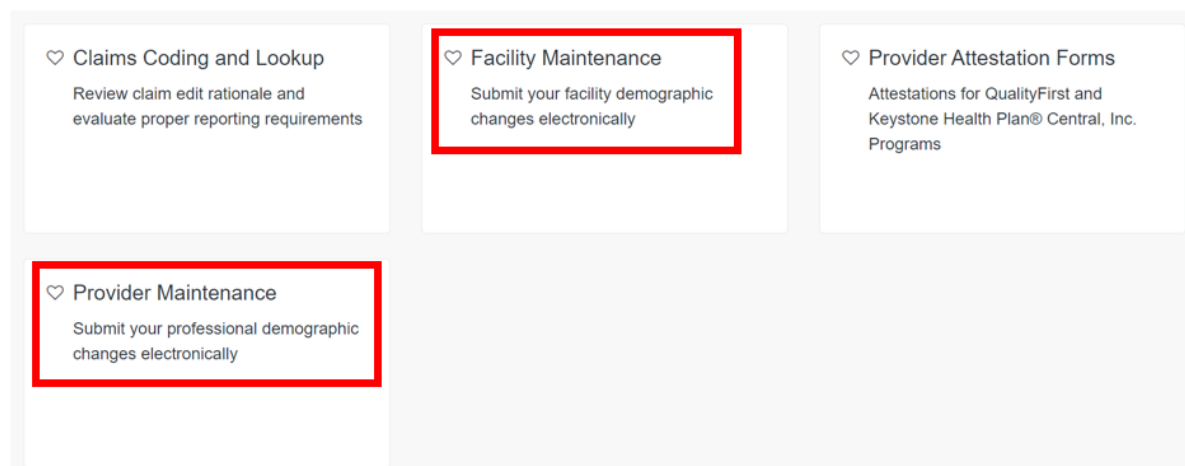 Claims Coding and Lookup
Review claim edit rationale and
evaluate proper reporting requirements
Facility Maintenance
Submit your facility demographic
changes electronically
Provider Attestation Forms
Attestations for QualityFirst and
Keystone Health Plan® Central, Inc.
Programs
Provider Maintenance
Submit your professional demographic
changes electronically